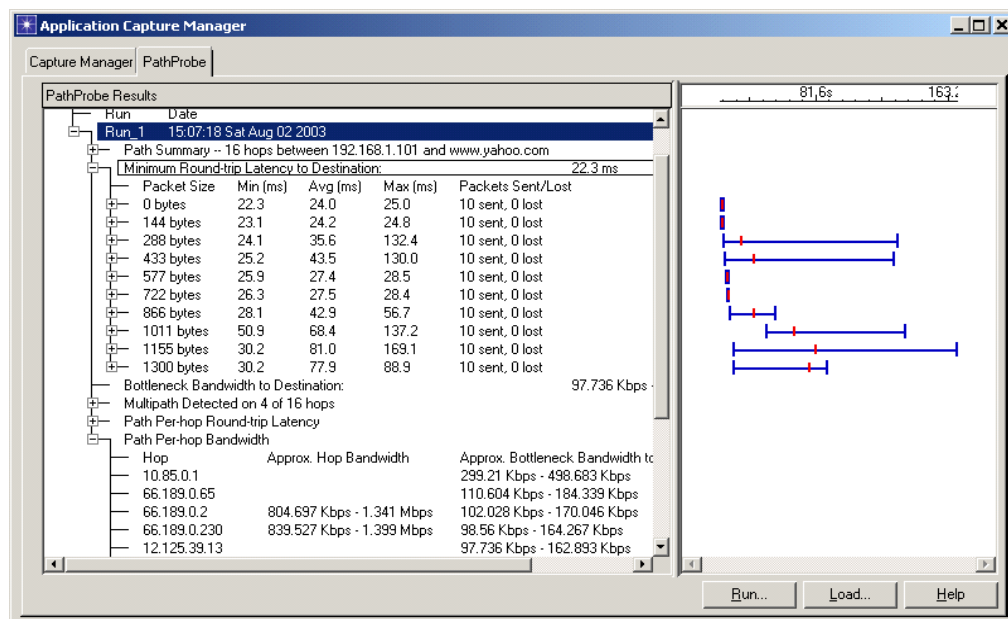 Application Capture Manager
Capture Manager PathProbe
PathProbe Results
81,6s 163.2
Run Date
Run_1 15:07:18 Sat Aug 02 2003
Path Summary -- 16 hops between 192.168.1.101 and www.yahoo.com
Minimum Round-trip Latency to Destination: 22.3 ms
Packet Size Min (ms) Avg (ms) Max (ms) Packets Sent/Lost
0 bytes 22.3 24.0 25.0 10 sent, 0 lost
144 bytes 23.1 24.2 24.8 10 sent, 0 lost
288 bytes 24.1 35.6 132.4 10 sent, 0 lost
433 bytes 25.2 43.5 130.0 10 sent, 0 lost
577 bytes 25.9 27.4 28.5 10 sent, 0 lost
722 bytes 26.3 27.5 28.4 10 sent, 0 lost
866 bytes 28.1 42.9 56.7 10 sent, 0 lost
1011 bytes 50.9 68.4 137.2 10 sent, 0 lost
1155 bytes 30.2 81.0 169.1 10 sent, 0 lost
1300 bytes 30.2 77.9 88.9 10 sent, 0 lost
Bottleneck Bandwidth to Destination: 97.736 Kbps -
Multipath Detected on 4 of 16 hops
Path Per-hop Round-trip Latency
Path Per-hop Bandwidth
Hop Approx. Hop Bandwidth Approx. Bottleneck Bandwidth to
10.85.0.1 299.21 Kbps - 498.683 Kbps
66.189.0.65 110.604 Kbps - 184.339 Kbps
66.189.0.2 804.697 Kbps - 1.341 Mbps 102.028 Kbps - 170.046 Kbps
66.189.0.230 839.527 Kbps - 1.399 Mbps 98.56 Kbps - 164.267 Kbps
12.125.39.13 97.736 Kbps - 162.893 Kbps
Run... Load... Help